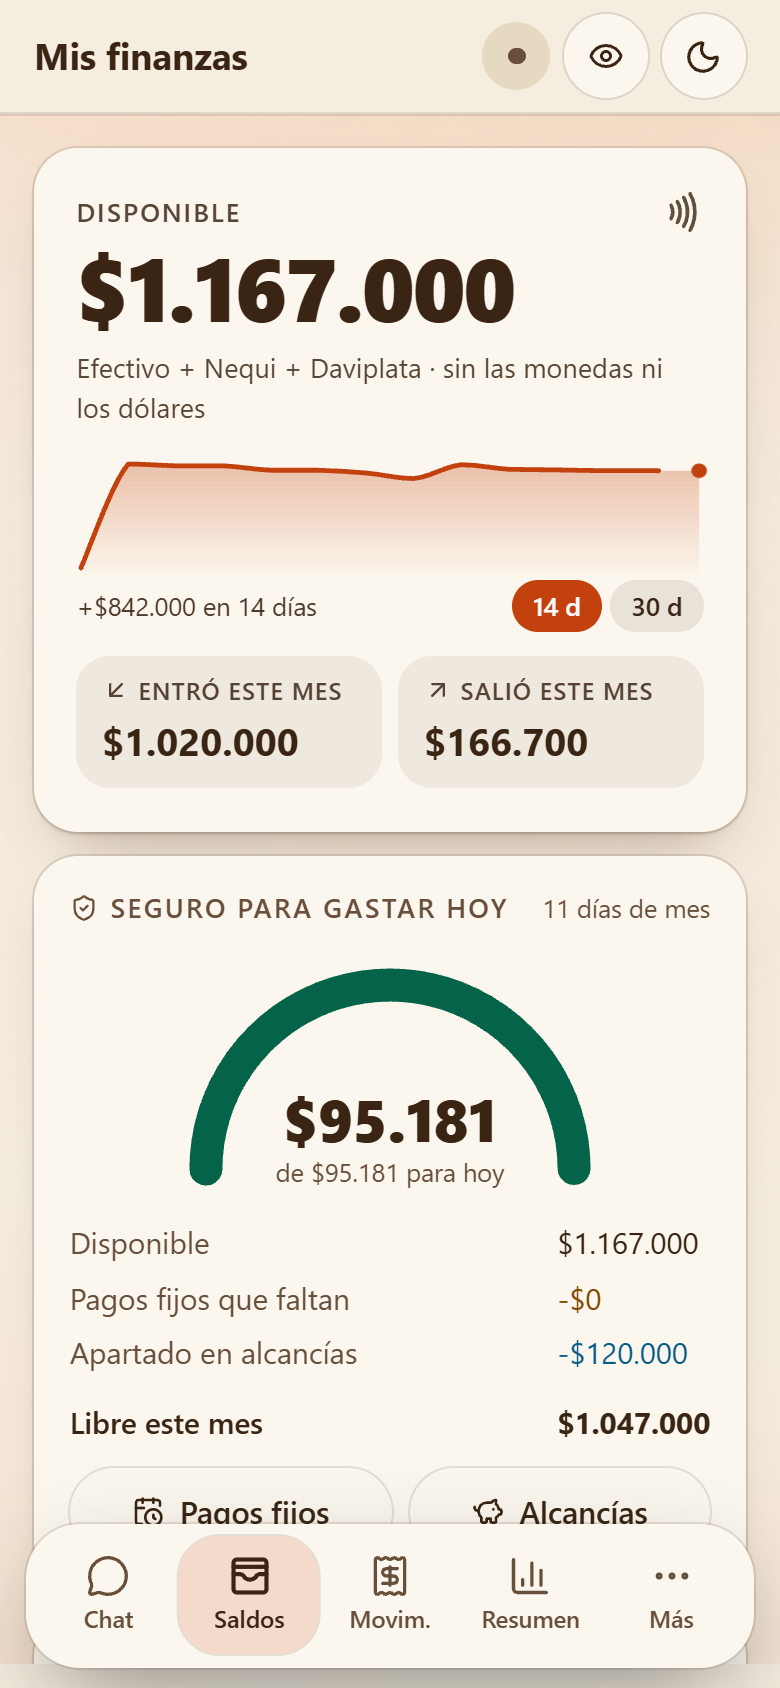 Mis finanzas
DISPONIBLE
$1.167.000
Efectivo + Nequi + Daviplata · sin las monedas ni
los dólares
+$842.000 en 14 días
14 d
30 d
ENTRÓ ESTE MES
$1.020.000
SALIÓ ESTE MES
$166.700
SEGURO PARA GASTAR HOY
11 días de mes
$95.181
de $95.181 para hoy
Disponible
$1.167.000
Pagos fijos que faltan
-$0
Apartado en alcancías
-$120.000
Libre este mes
$1.047.000
Pagos fijos
Alcancías
Chat
Saldos
Movim.
Resumen
Más